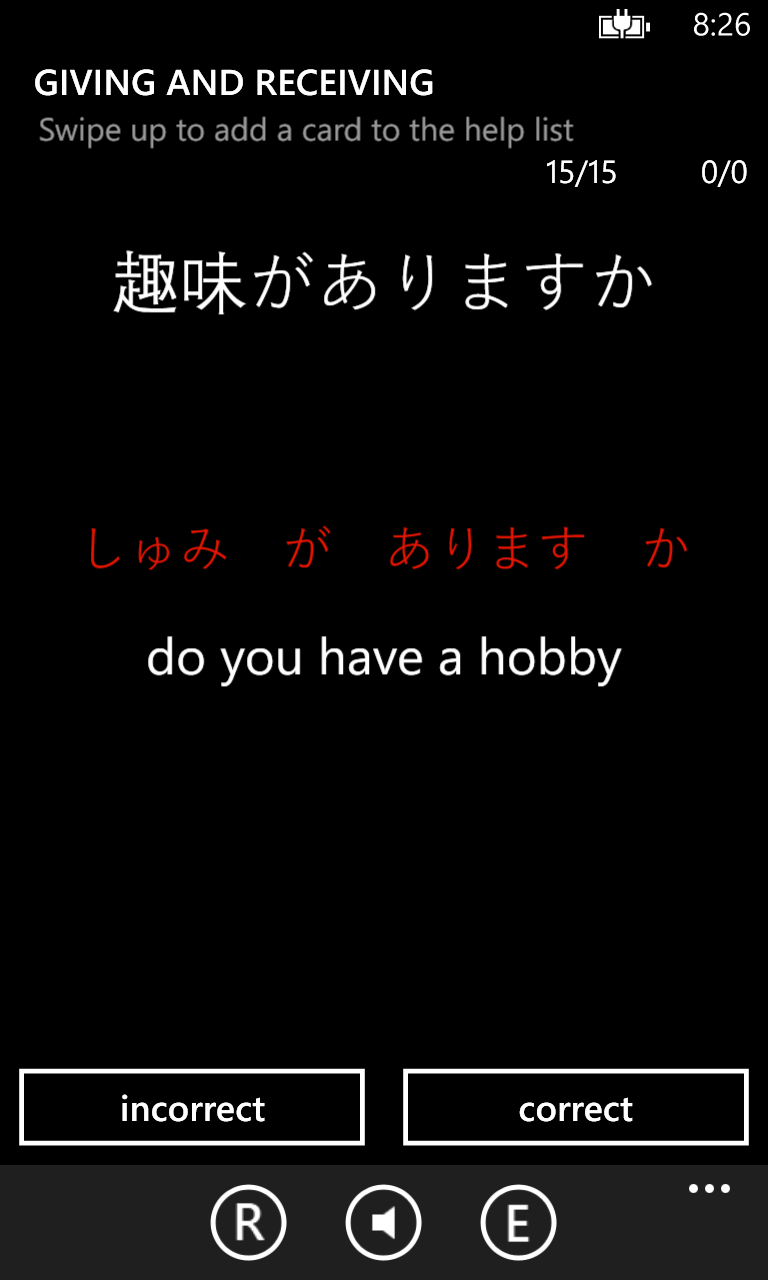 8:26
GIVING AND RECEIVING
Swipe up to add a card to the help list
15/15 0/0
趣味がありますか
しゅみ　が　あります　か
do you have a hobby
incorrect correct
R E